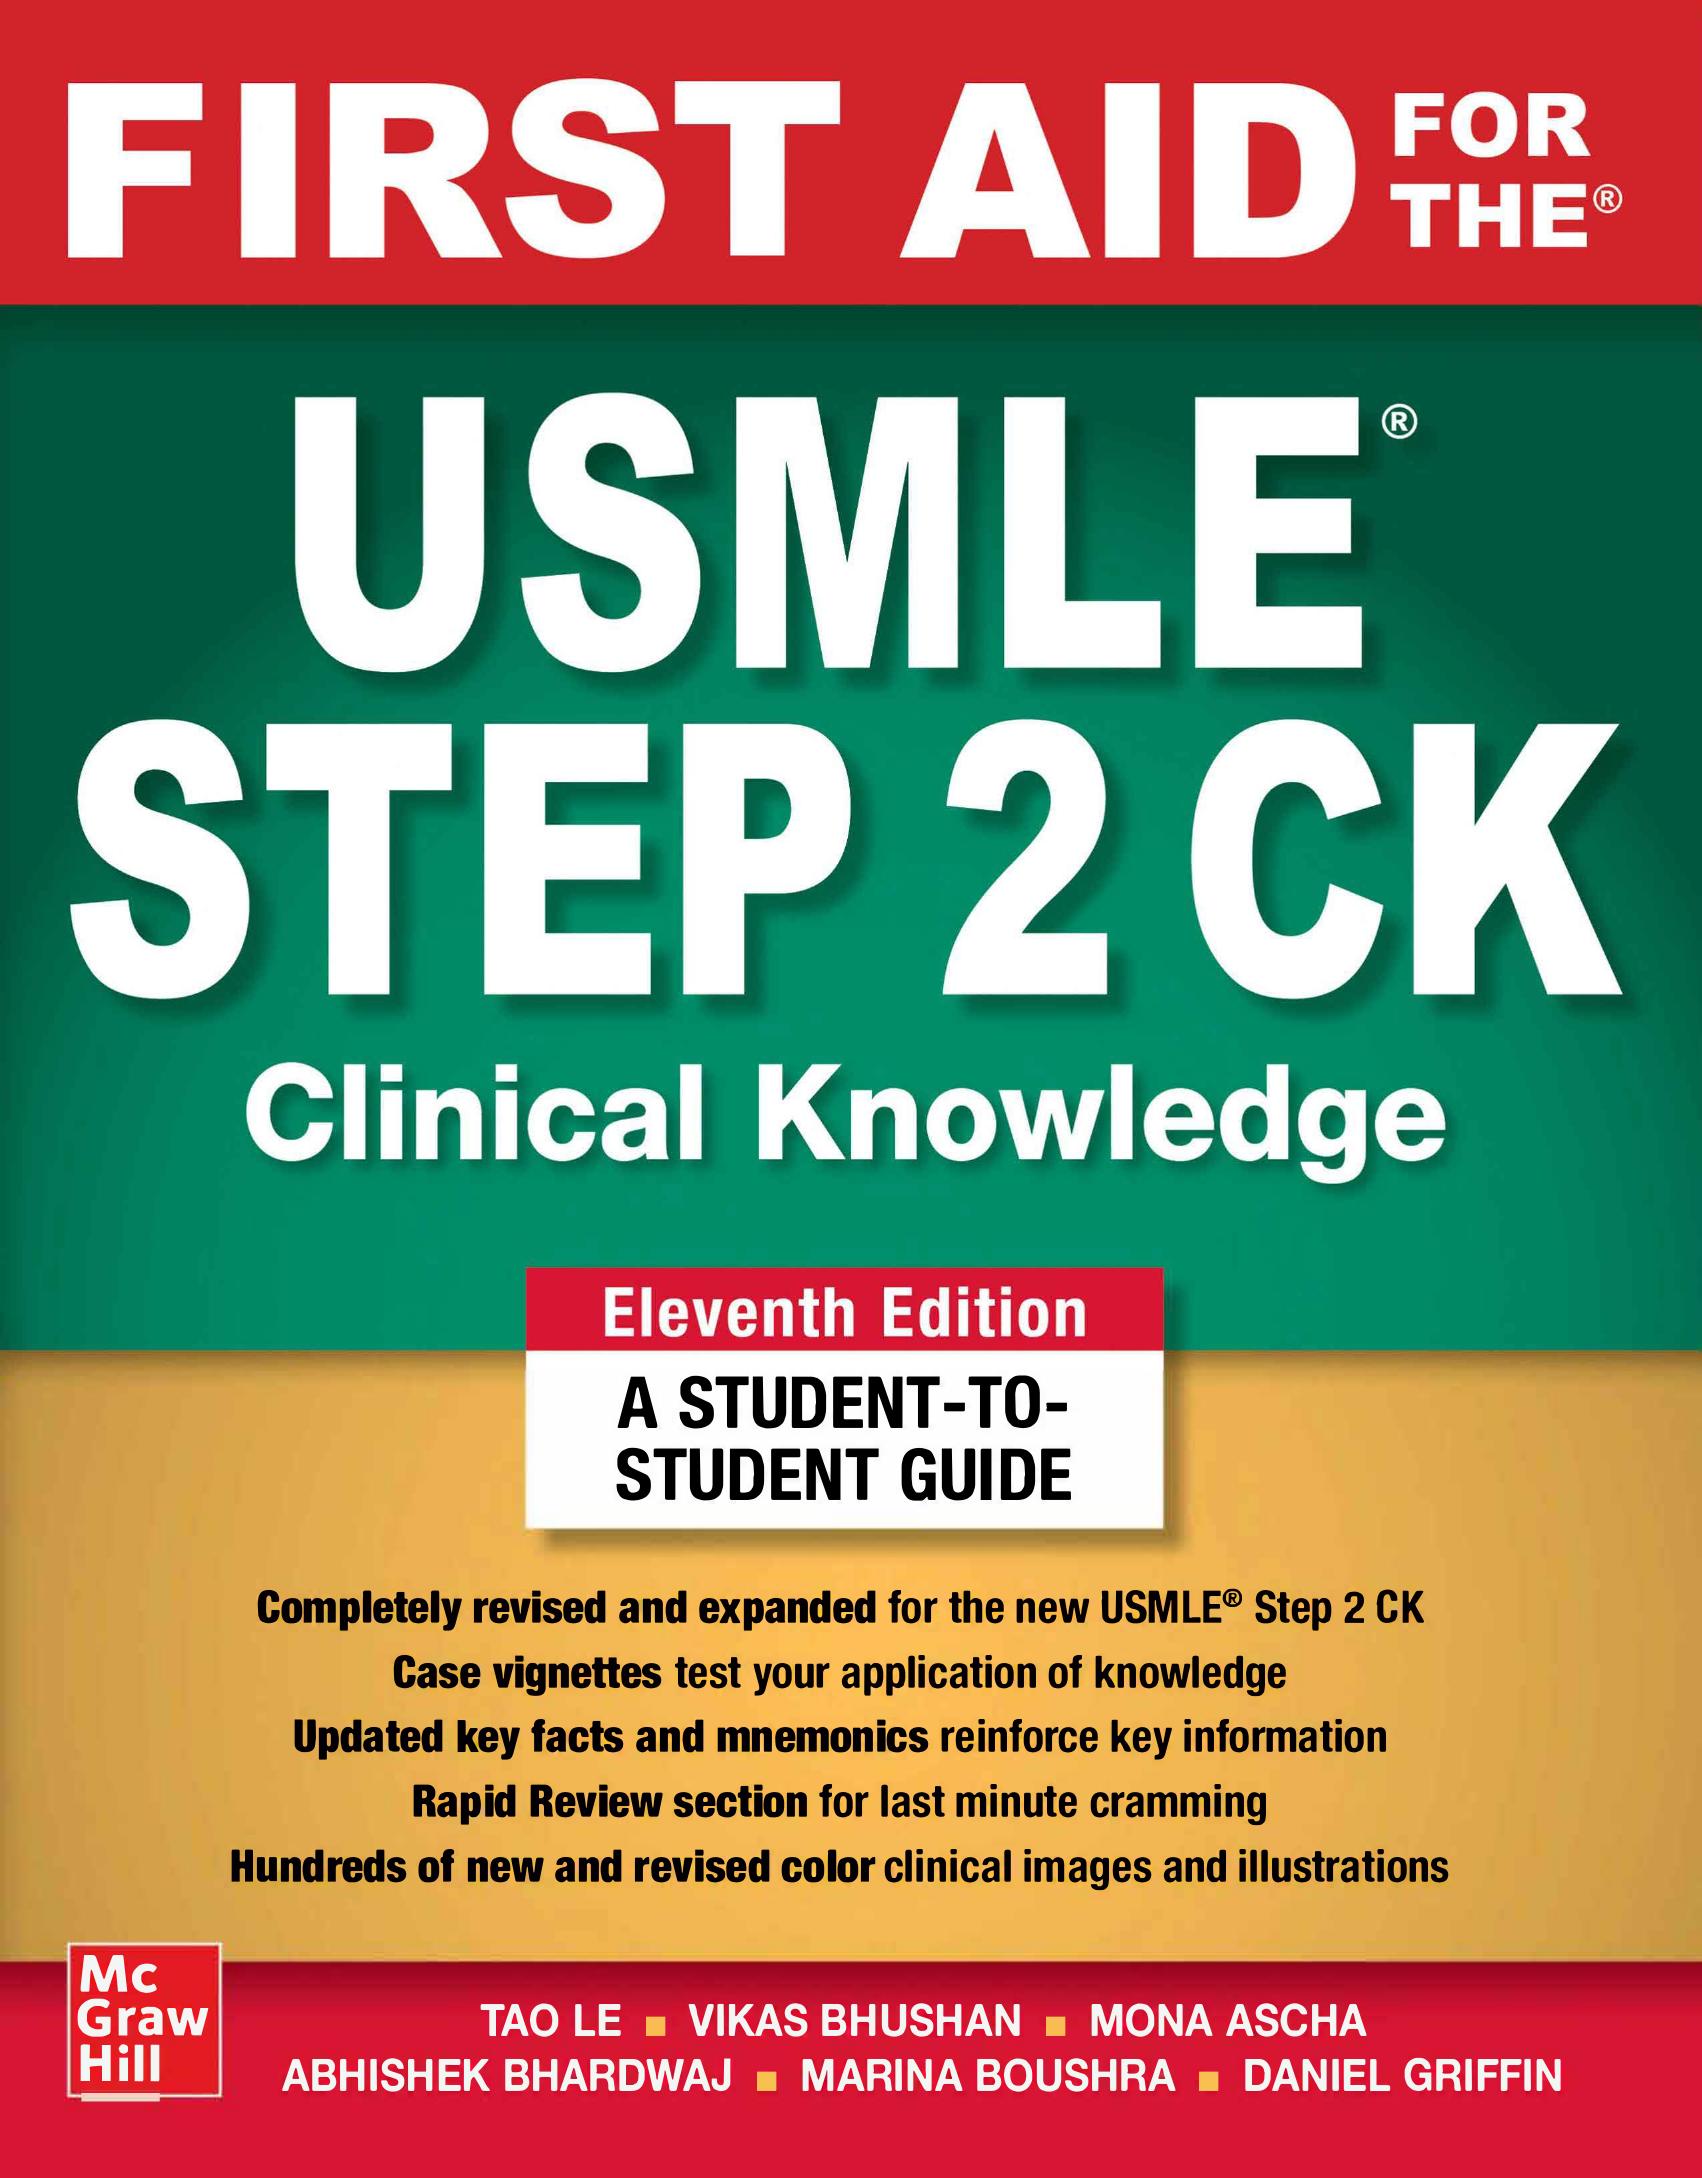 FIRST AID FOR THE®
USMLE®
STEP 2 CK
Clinical Knowledge
Eleventh Edition
A STUDENT-TO-
STUDENT GUIDE
Completely revised and expanded for the new USMLE® Step 2 CK
Case vignettes test your application of knowledge
Updated key facts and mnemonics reinforce key information
Rapid Review section for last minute cramming
Hundreds of new and revised color clinical images and illustrations
Mc
Graw
Hill
TAO LE ■ VIKAS BHUSHAN ■ MONA ASCHA
ABHISHEK BHARDWAJ ■ MARINA BOUSHRA ■ DANIEL GRIFFIN